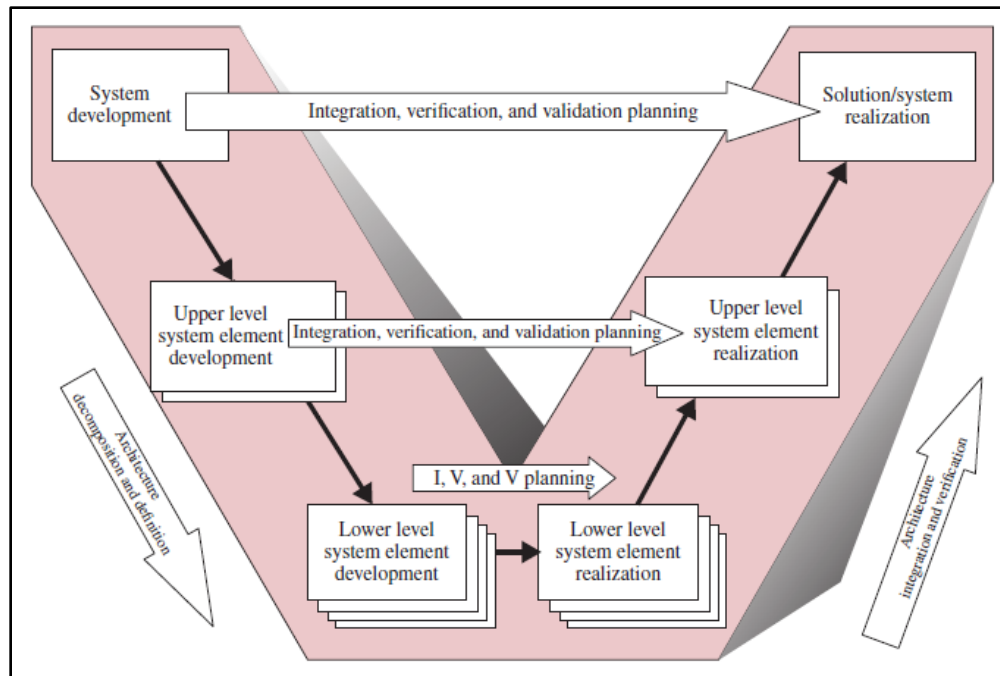 System
development
Integration, verification, and validation planning
Solution/system
realization
Upper level
system element
development
Integration, verification, and validation planning
Upper level
system element
realization
Architecture
decomposition and definition
I, V, and V planning
Architecture
integration and verification
Lower level
system element
development
Lower level
system element
realization